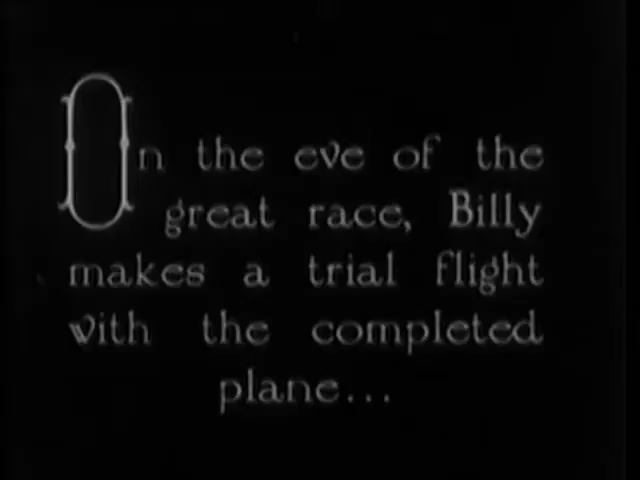 On the eve of the
great race, Billy
makes a trial flight
with the completed
plane...